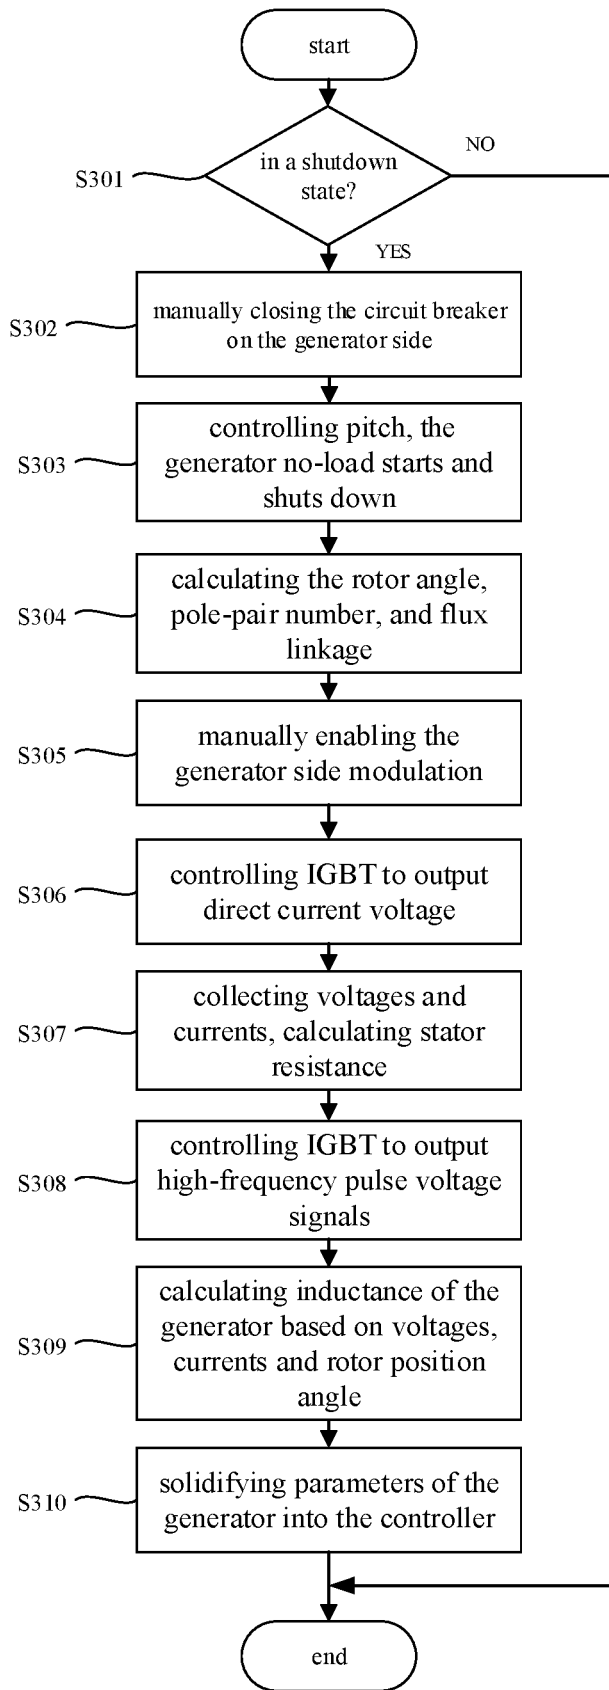 start
in a shutdown
state?
NO
S301
YES
S302
manually closing the circuit breaker
on the generator side
S303
controlling pitch, the
generator no-load starts and
shuts down
S304
calculating the rotor angle,
pole-pair number, and flux
linkage
S305
manually enabling the
generator side modulation
S306
controlling IGBT to output
direct current voltage
S307
collecting voltages and
currents, calculating stator
resistance
S308
controlling IGBT to output
high-frequency pulse voltage
signals
S309
calculating inductance of the
generator based on voltages,
currents and rotor position
angle
S310
solidifying parameters of the
generator into the controller
end